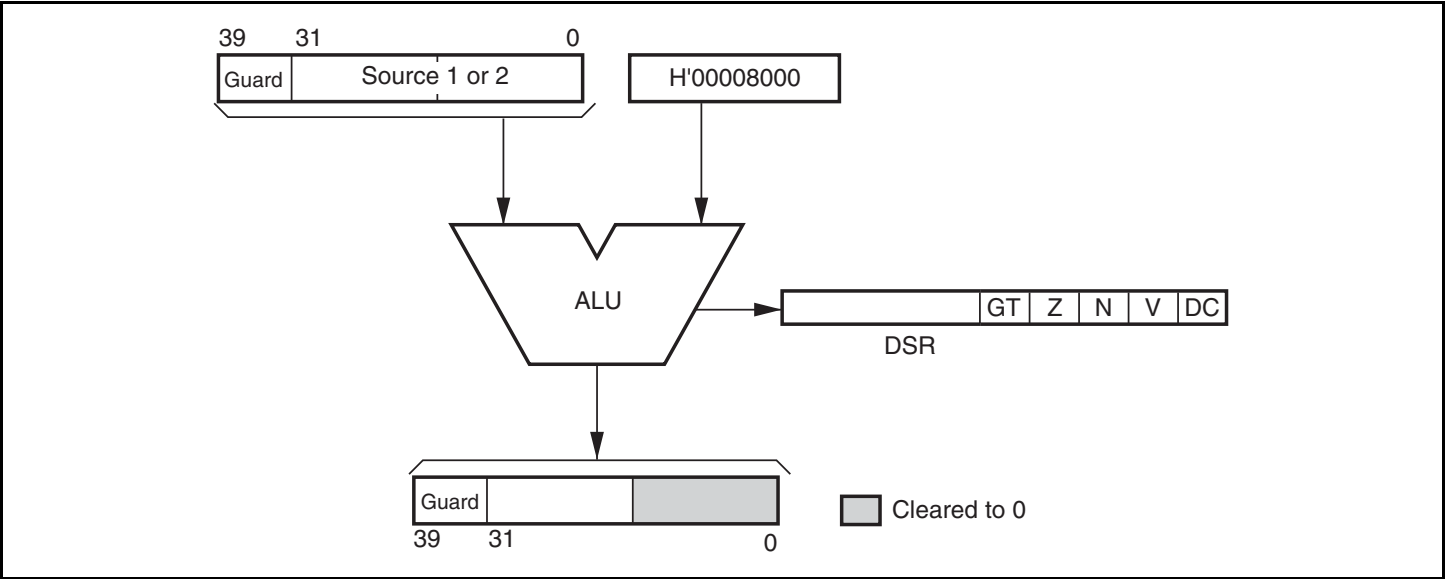 39 31 0
Guard Source 1 or 2 H'00008000
ALU
GT Z N V DC
DSR
Guard
Cleared to 0
39 31 0